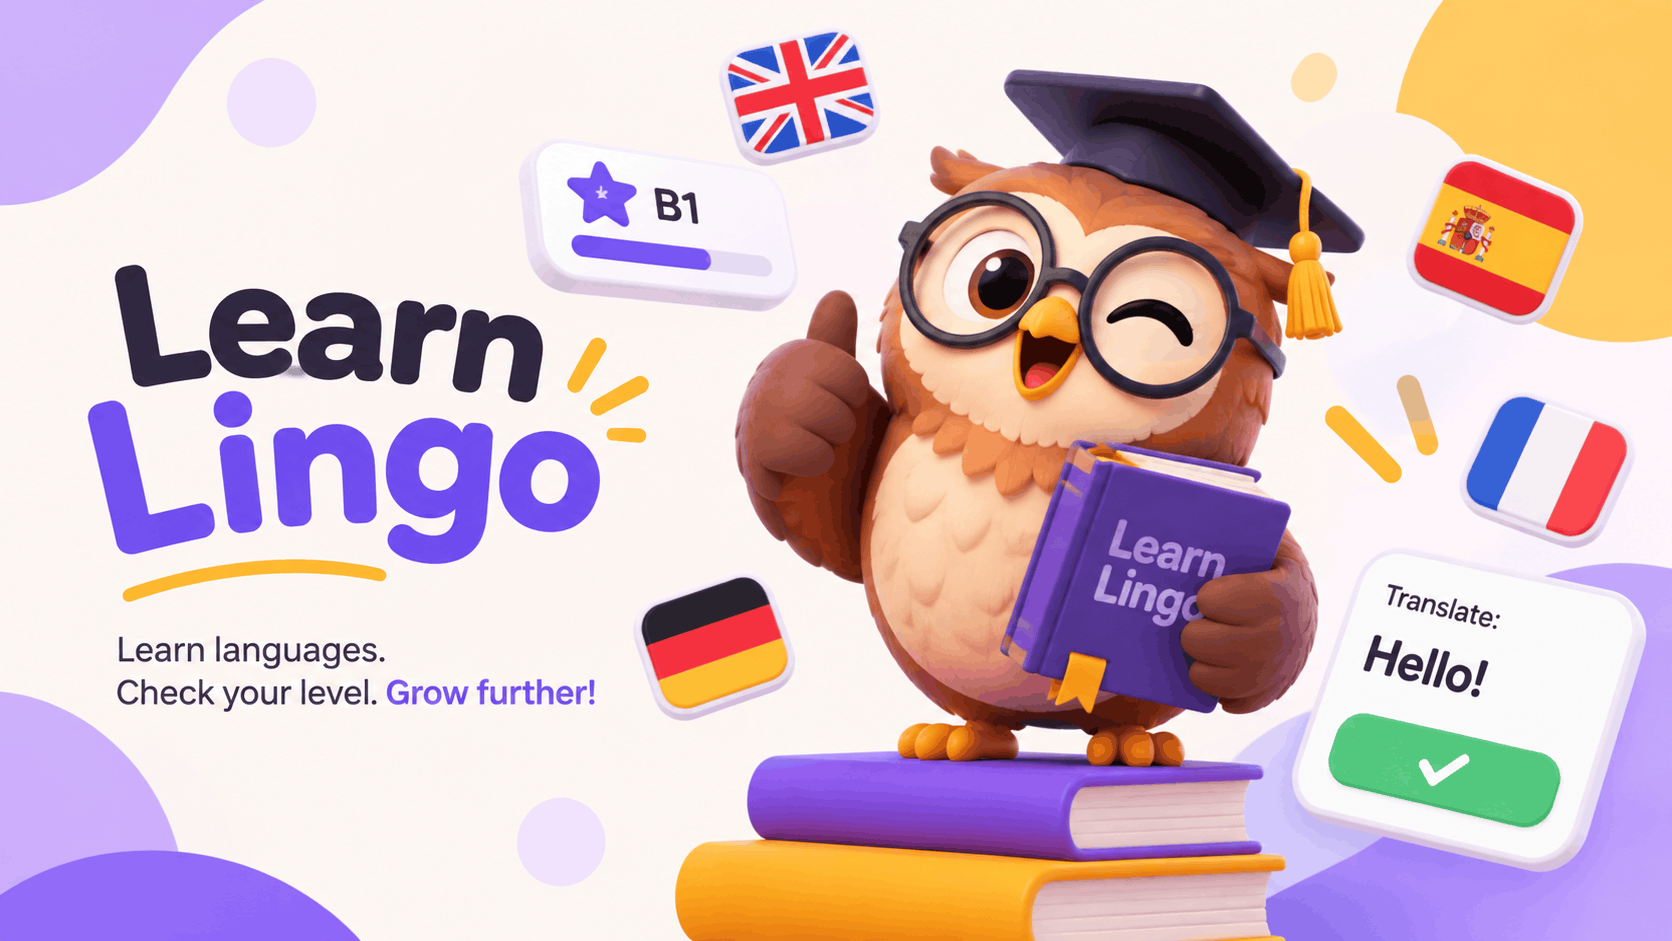 Learn
Lingo
Learn languages.
Check your level. Grow further!
B1
Learn
Lingo
Translate:
Hello!